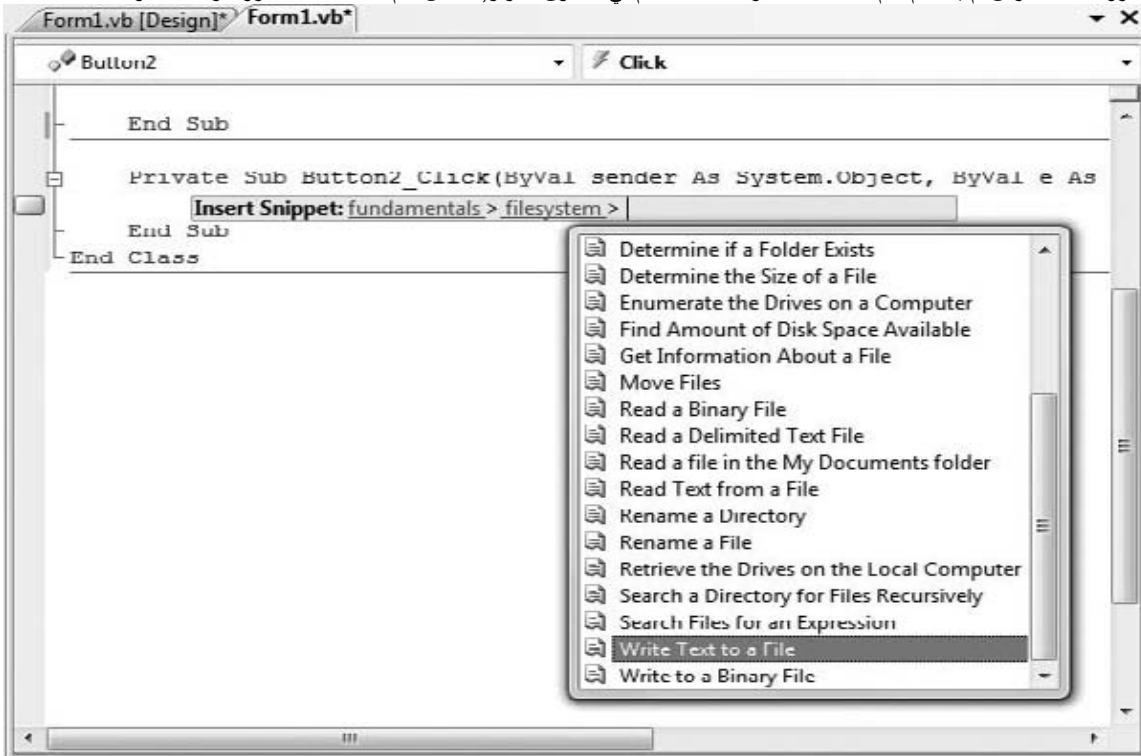 Form1.vb [Design]* Form1.vb*
Button2 Click
End Sub
Private Sub Button2_Click(ByVal sender As System.Object, ByVal e As
Insert Snippet: fundamentals > filesystem >
End Sub
End Class
Determine if a Folder Exists
Determine the Size of a File
Enumerate the Drives on a Computer
Find Amount of Disk Space Available
Get Information About a File
Move Files
Read a Binary File
Read a Delimited Text File
Read a file in the My Documents folder
Read Text from a File
Rename a Directory
Rename a File
Retrieve the Drives on the Local Computer
Search a Directory for Files Recursively
Search Files for an Expression
Write Text to a File
Write to a Binary File